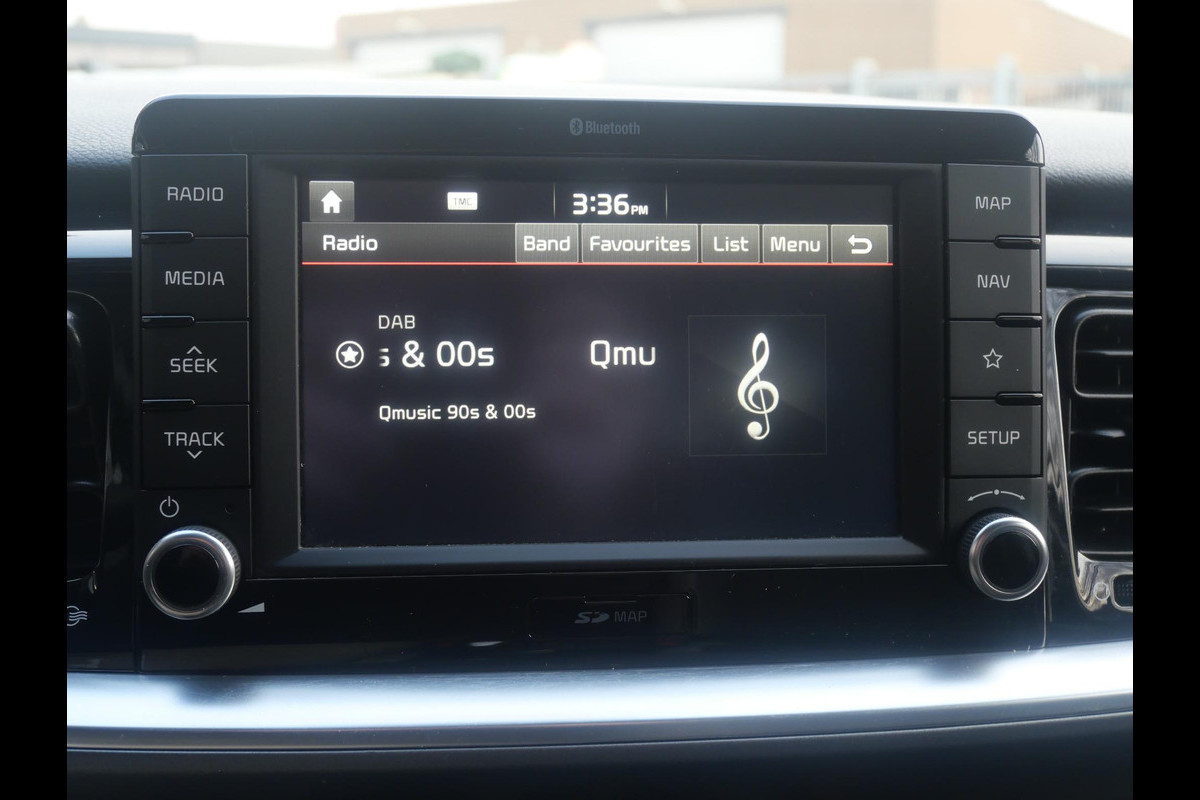 Bluetooth
RADIO
MEDIA
SEEK
TRACK
TMC
3:36PM
Radio
Band
Favourites
List
Menu
DAB
s & 00s Qmu
Qmusic 90s & 00s
MAP
NAV
SETUP
SD MAP